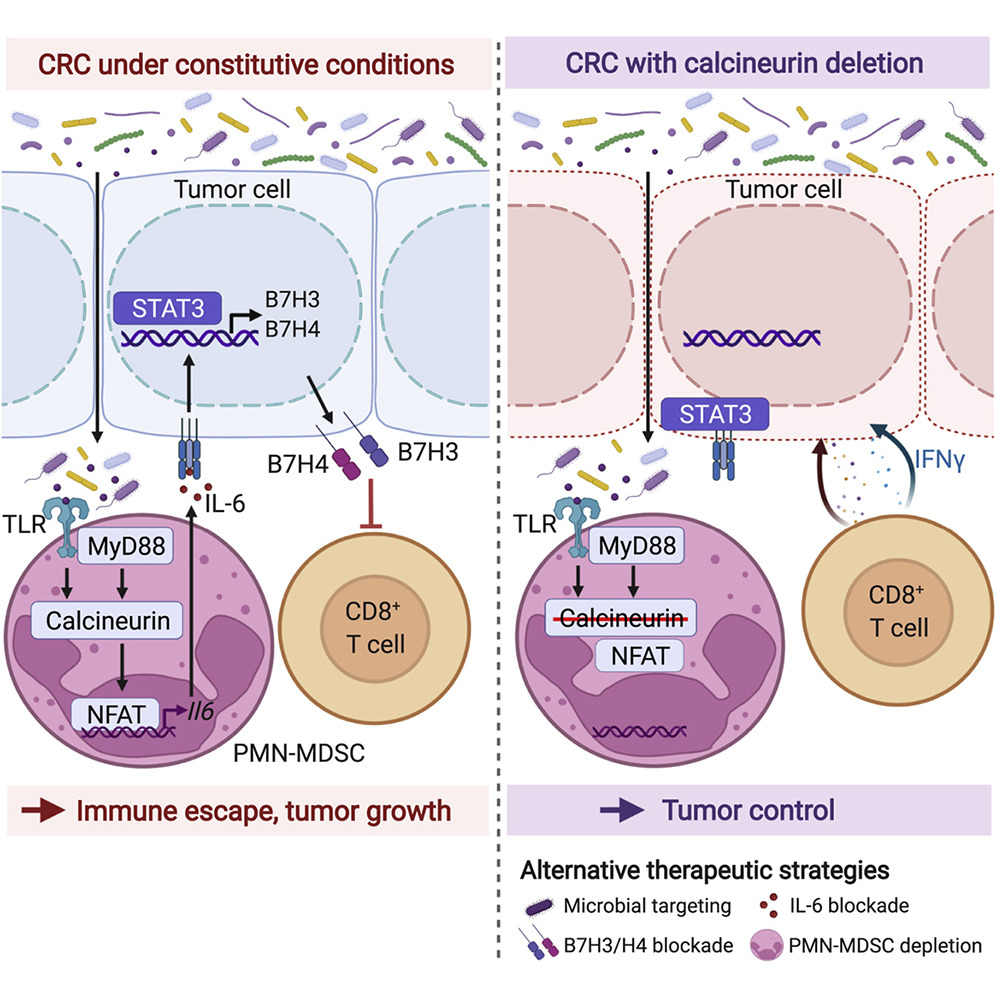 CRC under constitutive conditions
Tumor cell
STAT3
B7H3
B7H4
B7H4
B7H3
IL-6
TLR
MyD88
Calcineurin
NFAT
Il6
CD8⁺
T cell
PMN-MDSC
Immune escape, tumor growth
CRC with calcineurin deletion
Tumor cell
STAT3
IFNγ
TLR
MyD88
Calcineurin
NFAT
CD8⁺
T cell
Tumor control
Alternative therapeutic strategies
Microbial targeting
IL-6 blockade
B7H3/H4 blockade
PMN-MDSC depletion